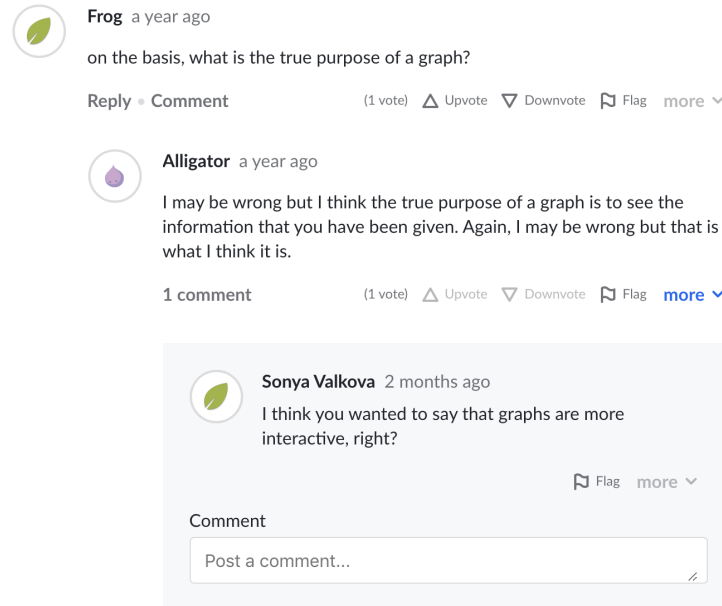 Frog a year ago
on the basis, what is the true purpose of a graph?
Reply • Comment (1 vote) Upvote Downvote Flag more
Alligator a year ago
I may be wrong but I think the true purpose of a graph is to see the
information that you have been given. Again, I may be wrong but that is
what I think it is.
1 comment (1 vote) Upvote Downvote Flag more
Sonya Valkova 2 months ago
I think you wanted to say that graphs are more
interactive, right?
Flag more
Comment
Post a comment...